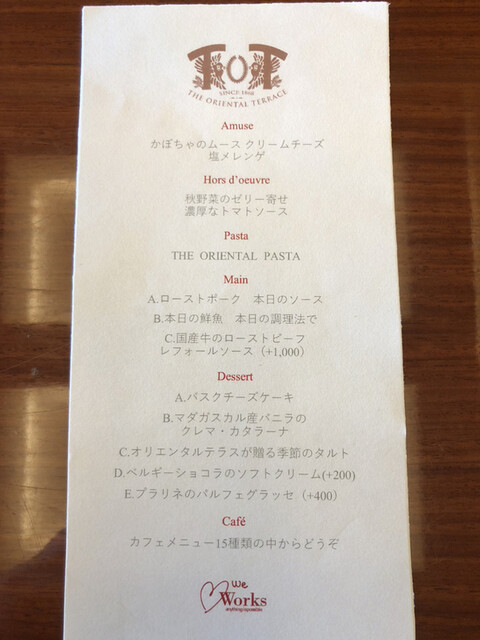 TOT
SINCE 1868
THE ORIENTAL TERRACE
Amuse
かぼちゃのムース クリームチーズ
塩メレンゲ
Hors d'oeuvre
秋野菜のゼリー寄せ
濃厚なトマトソース
Pasta
THE ORIENTAL PASTA
Main
A.ローストポーク 本日のソース
B.本日の鮮魚 本日の調理法で
C.国産牛のローストビーフ
レフォールソース（+1,000）
Dessert
A.バスクチーズケーキ
B.マダガスカル産バニラの
クレマ・カタラーナ
C.オリエンタルテラスが贈る季節のタルト
D.ベルギーショコラのソフトクリーム(+200)
E.プラリネのパルフェグラッセ（+400）
Café
カフェメニュー15種類の中からどうぞ
We
Works